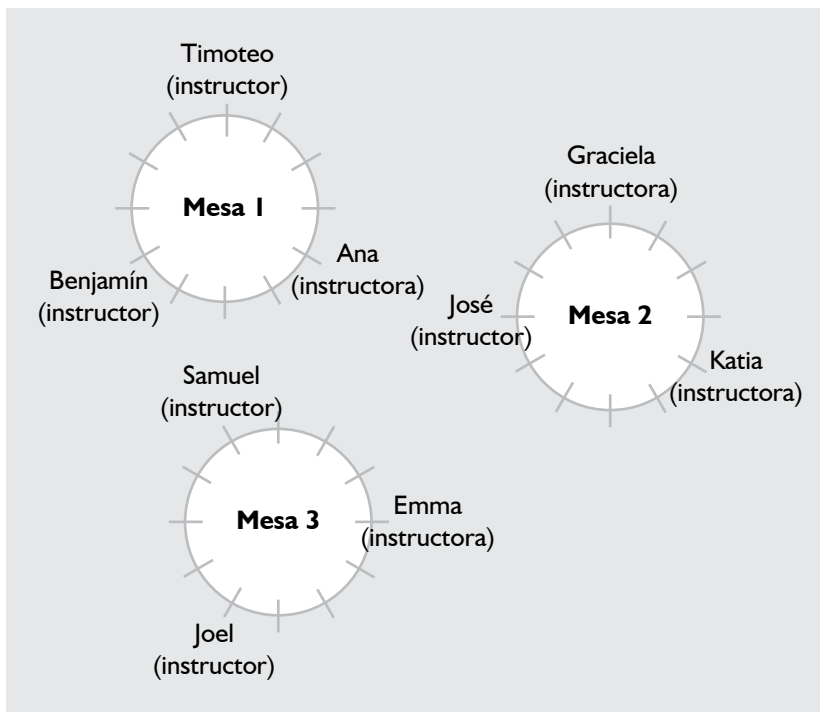 Timoteo
(instructor)
Mesa 1
Ana
(instructora)
Benjamín
(instructor)
Graciela
(instructora)
José
(instructor)
Mesa 2
Katia
(instructora)
Samuel
(instructor)
Mesa 3
Emma
(instructora)
Joel
(instructor)